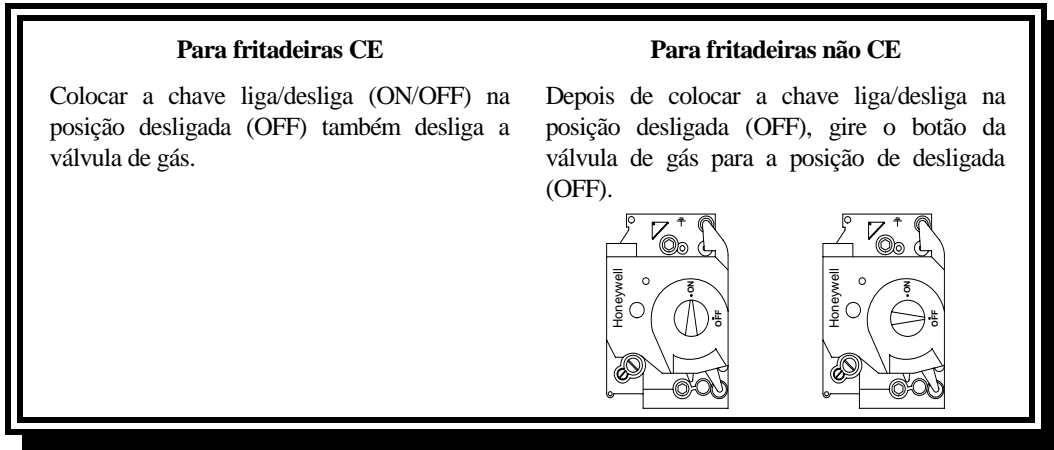 Para fritadeiras CE
Colocar a chave liga/desliga (ON/OFF) na
posição desligada (OFF) também desliga a
válvula de gás.
Para fritadeiras não CE
Depois de colocar a chave liga/desliga na
posição desligada (OFF), gire o botão da
válvula de gás para a posição de desligada
(OFF).
Honeywell
ON
OFF
Honeywell
ON
OFF